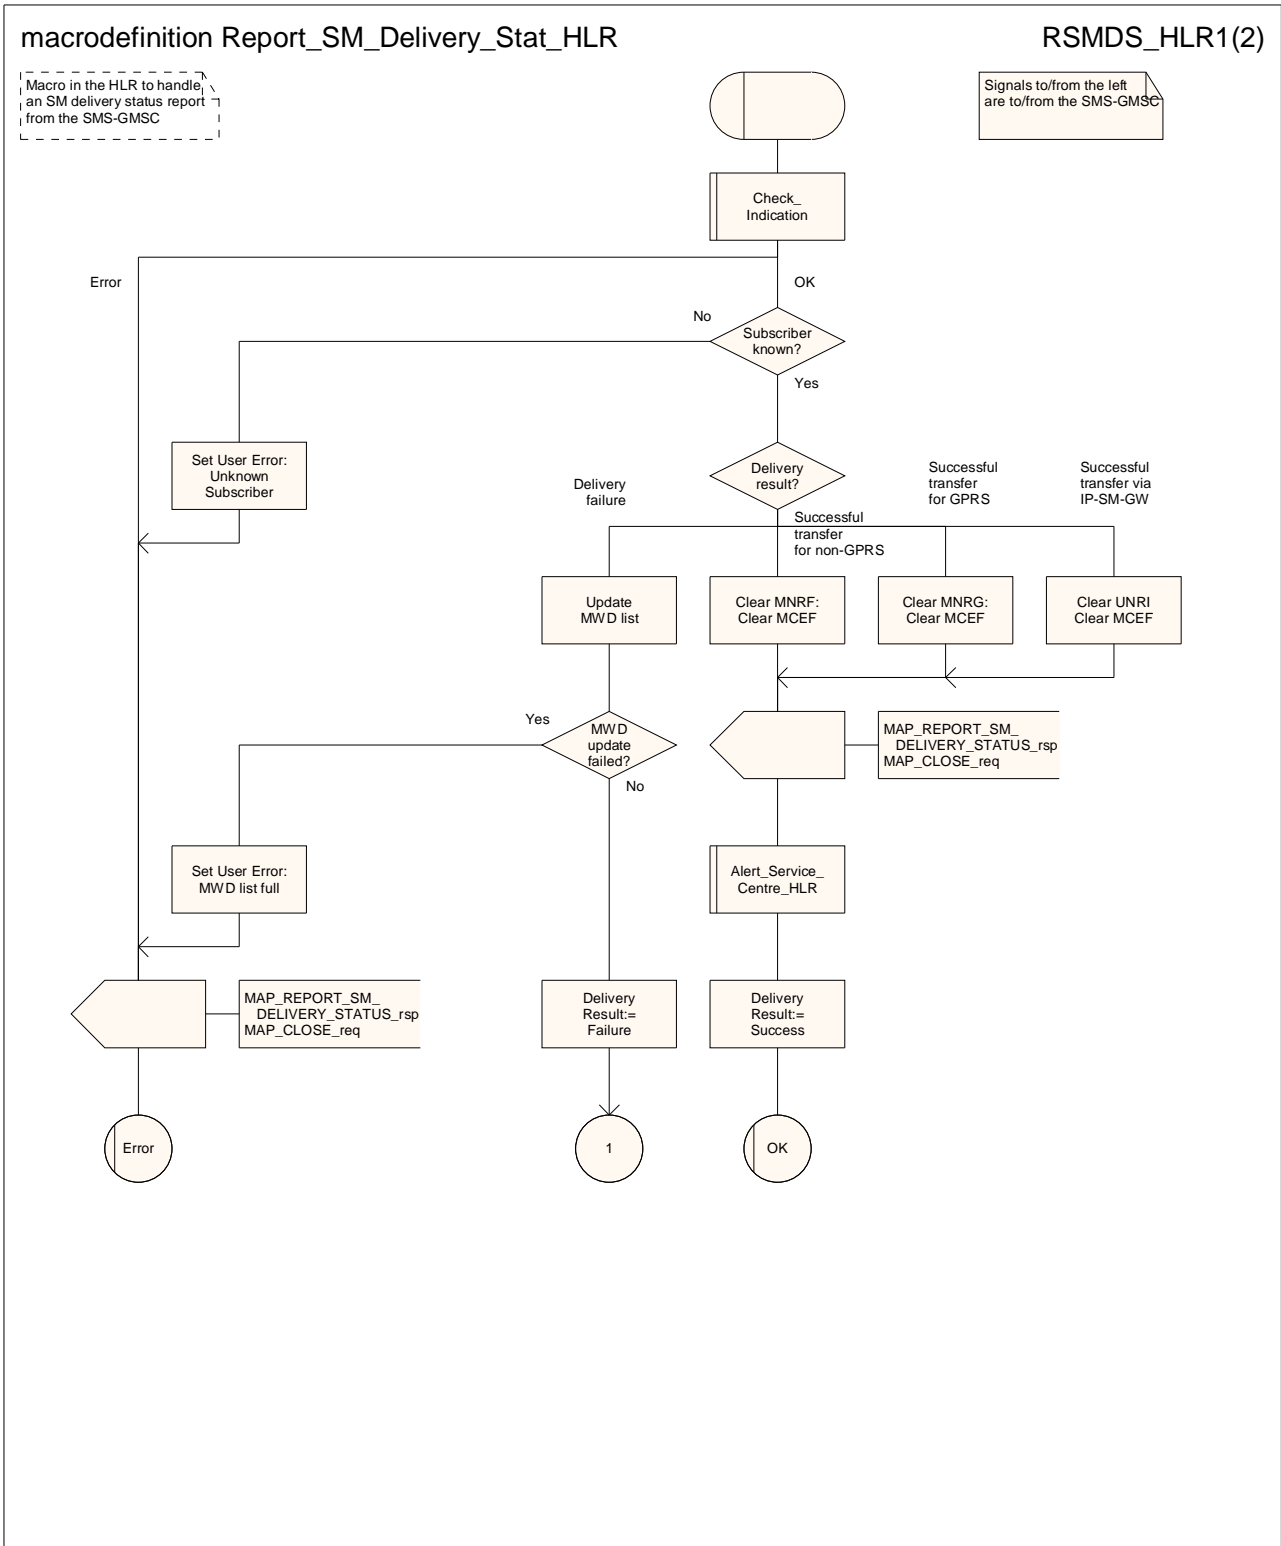 macrodefinition Report_SM_Delivery_Stat_HLR
RSMDS_HLR1(2)
Macro in the HLR to handle
an SM delivery status report
from the SMS-GMSC
Signals to/from the left
are to/from the SMS-GMSC
Check_
Indication
Error
OK
No
Subscriber
known?
Yes
Set User Error:
Unknown
Subscriber
Delivery
result?
Delivery
failure
Successful
transfer
for non-GPRS
Successful
transfer
for GPRS
Successful
transfer via
IP-SM-GW
Update
MWD list
Clear MNRF:
Clear MCEF
Clear MNRG:
Clear MCEF
Clear UNRI
Clear MCEF
Yes
MWD
update
failed?
No
MAP_REPORT_SM_
DELIVERY_STATUS_rsp
MAP_CLOSE_req
Set User Error:
MWD list full
Alert_Service_
Centre_HLR
MAP_REPORT_SM_
DELIVERY_STATUS_rsp
MAP_CLOSE_req
Delivery
Result:=
Failure
Delivery
Result:=
Success
Error
1
OK